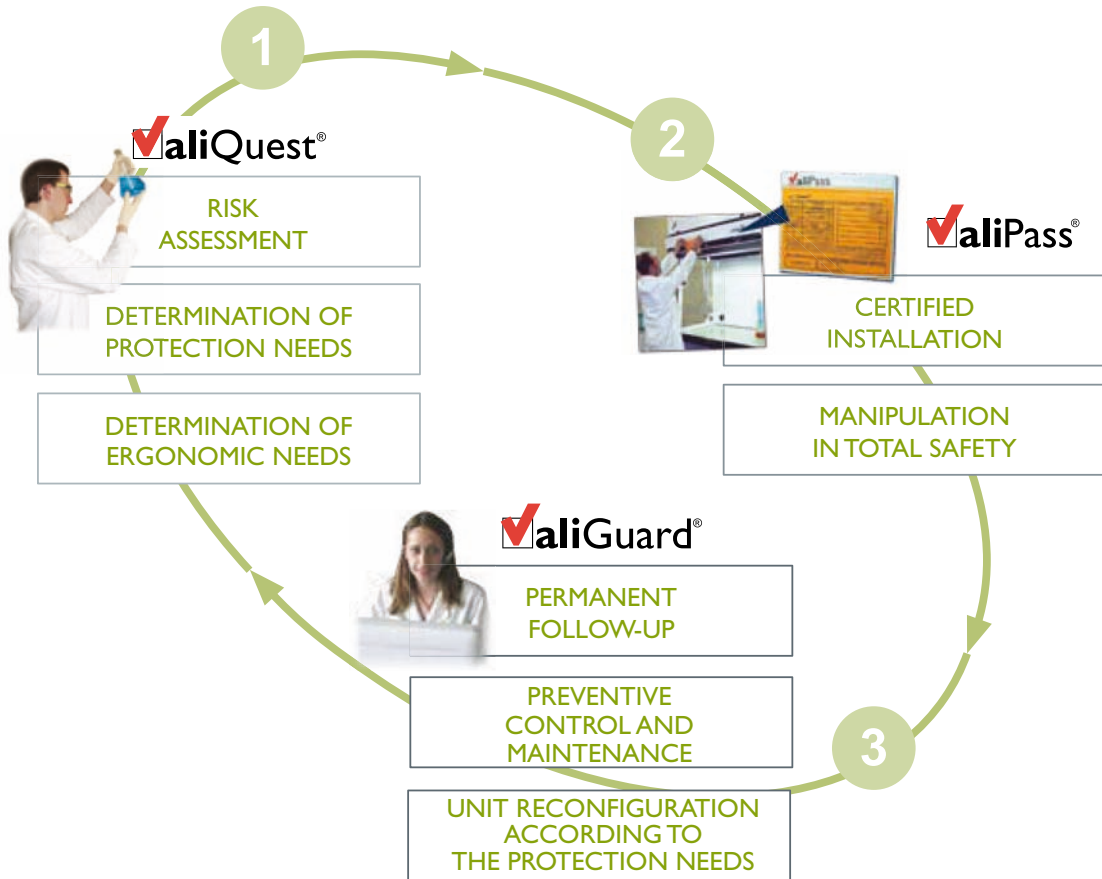 1
ValiQuest®
RISK
ASSESSMENT
DETERMINATION OF
PROTECTION NEEDS
DETERMINATION OF
ERGONOMIC NEEDS
2
ValiPass
ValiPass®
CERTIFIED
INSTALLATION
MANIPULATION
IN TOTAL SAFETY
3
ValiGuard®
PERMANENT
FOLLOW-UP
PREVENTIVE
CONTROL AND
MAINTENANCE
UNIT RECONFIGURATION
ACCORDING TO
THE PROTECTION NEEDS